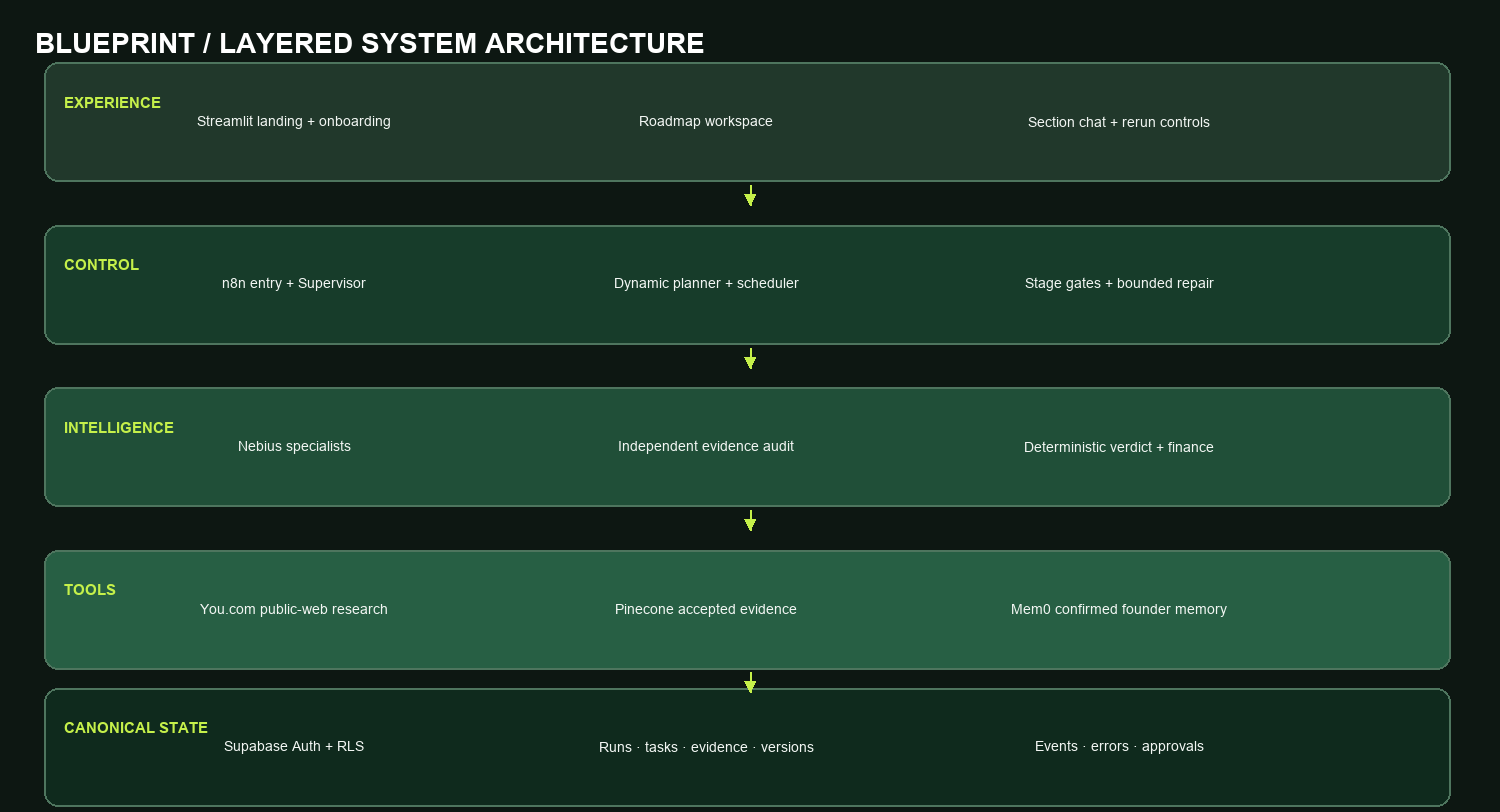 BLUEPRINT / LAYERED SYSTEM ARCHITECTURE
EXPERIENCE
Streamlit landing + onboarding
Roadmap workspace
Section chat + rerun controls
CONTROL
n8n entry + Supervisor
Dynamic planner + scheduler
Stage gates + bounded repair
INTELLIGENCE
Nebius specialists
Independent evidence audit
Deterministic verdict + finance
TOOLS
You.com public-web research
Pinecone accepted evidence
Mem0 confirmed founder memory
CANONICAL STATE
Supabase Auth + RLS
Runs · tasks · evidence · versions
Events · errors · approvals